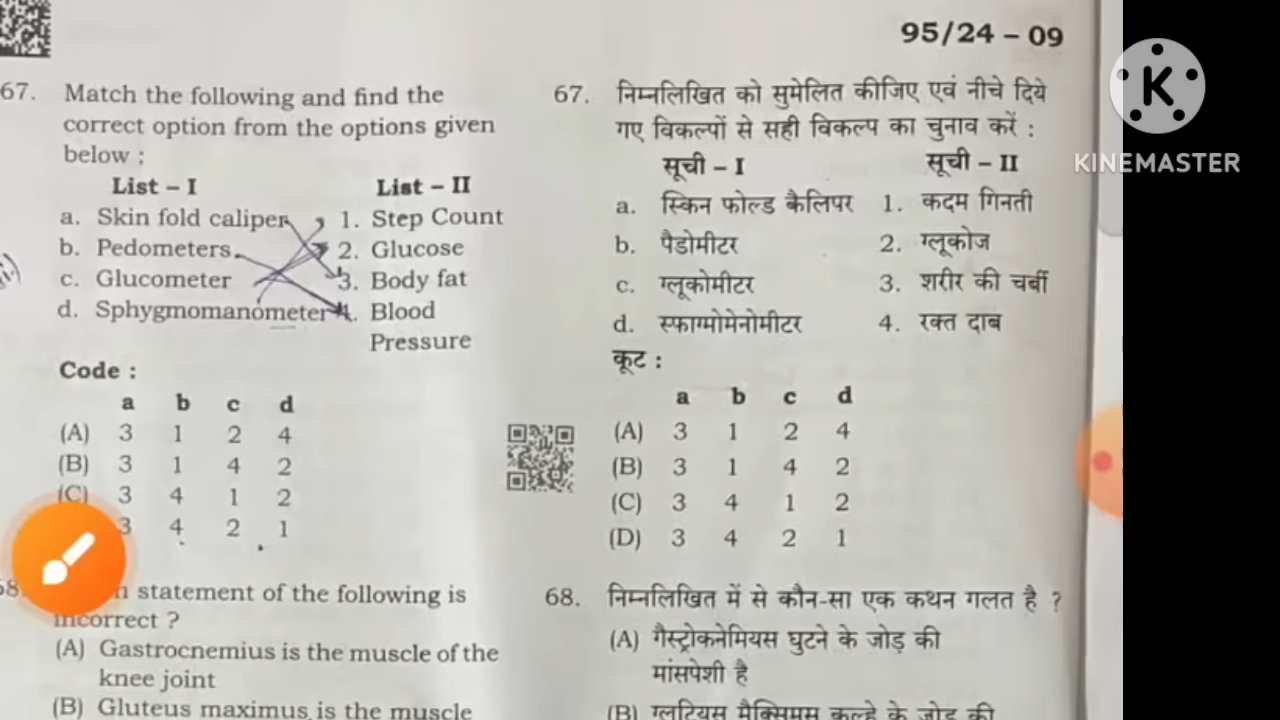 95/24 – 09
KINEMASTER
67. Match the following and find the
correct option from the options given
below :
List – I List – II
a. Skin fold caliper 1. Step Count
b. Pedometers 2. Glucose
c. Glucometer 3. Body fat
d. Sphygmomanometer 4. Blood
Pressure
Code :
a b c d
(A) 3 1 2 4
(B) 3 1 4 2
(C) 3 4 1 2
3 4 2 1
68.
statement of the following is
incorrect ?
(A) Gastrocnemius is the muscle of the
knee joint
(B) Gluteus maximus is the muscle
67. निम्नलिखित को सुमेलित कीजिए एवं नीचे दिये
गए विकल्पों से सही विकल्प का चुनाव करें :
सूची – I सूची – II
a. स्किन फोल्ड कैलिपर 1. कदम गिनती
b. पैडोमीटर 2. ग्लूकोज
c. ग्लूकोमीटर 3. शरीर की चर्बी
d. स्फाग्मोमेनोमीटर 4. रक्त दाब
कूट :
a b c d
(A) 3 1 2 4
(B) 3 1 4 2
(C) 3 4 1 2
(D) 3 4 2 1
68. निम्नलिखित में से कौन-सा एक कथन गलत है ?
(A) गैस्ट्रोकनेमियस घुटने के जोड़ की
मांसपेशी है
(B) ग्लूटियस मैक्सिमस कूल्हे के जोड़ की